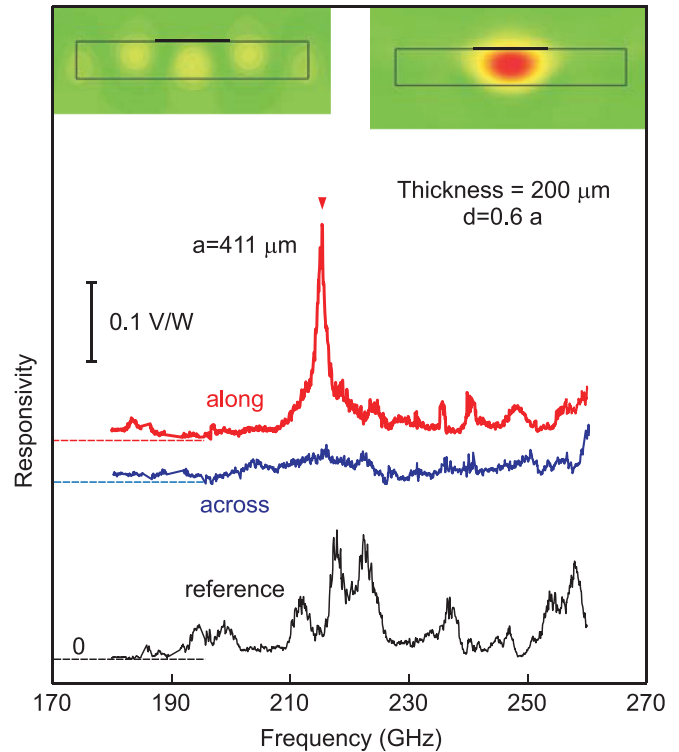 Thickness = 200 μm
d=0.6 a
a=411 μm
0.1 V/W
along
across
reference
0
Responsivity
170 190 210 230 250 270
Frequency (GHz)